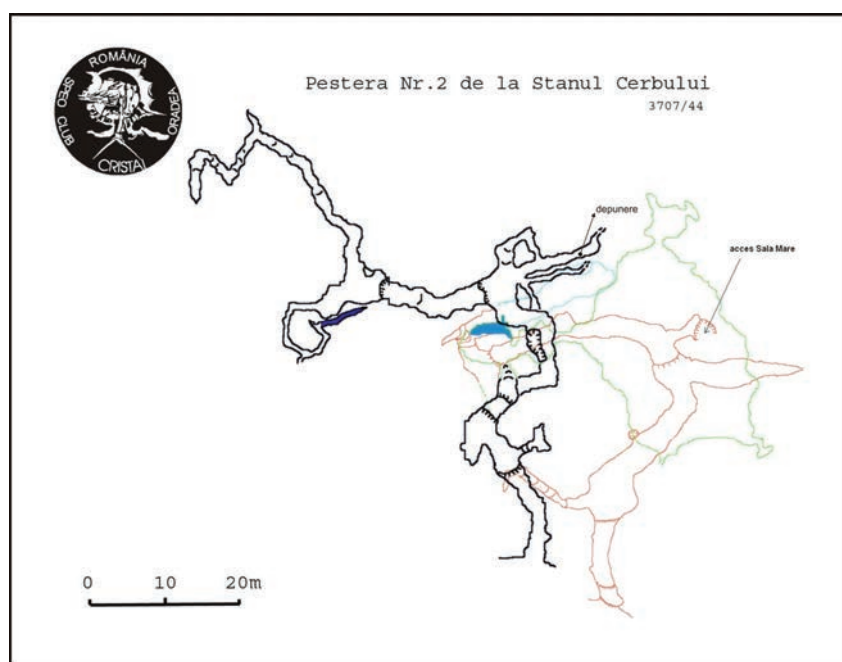 ROMÂNIA
SPEO CLUB
ORADEA
CRISTAL
Pestera Nr.2 de la Stanul Cerbului
3707/44
depunere
acces Sala Mare
0 10 20m